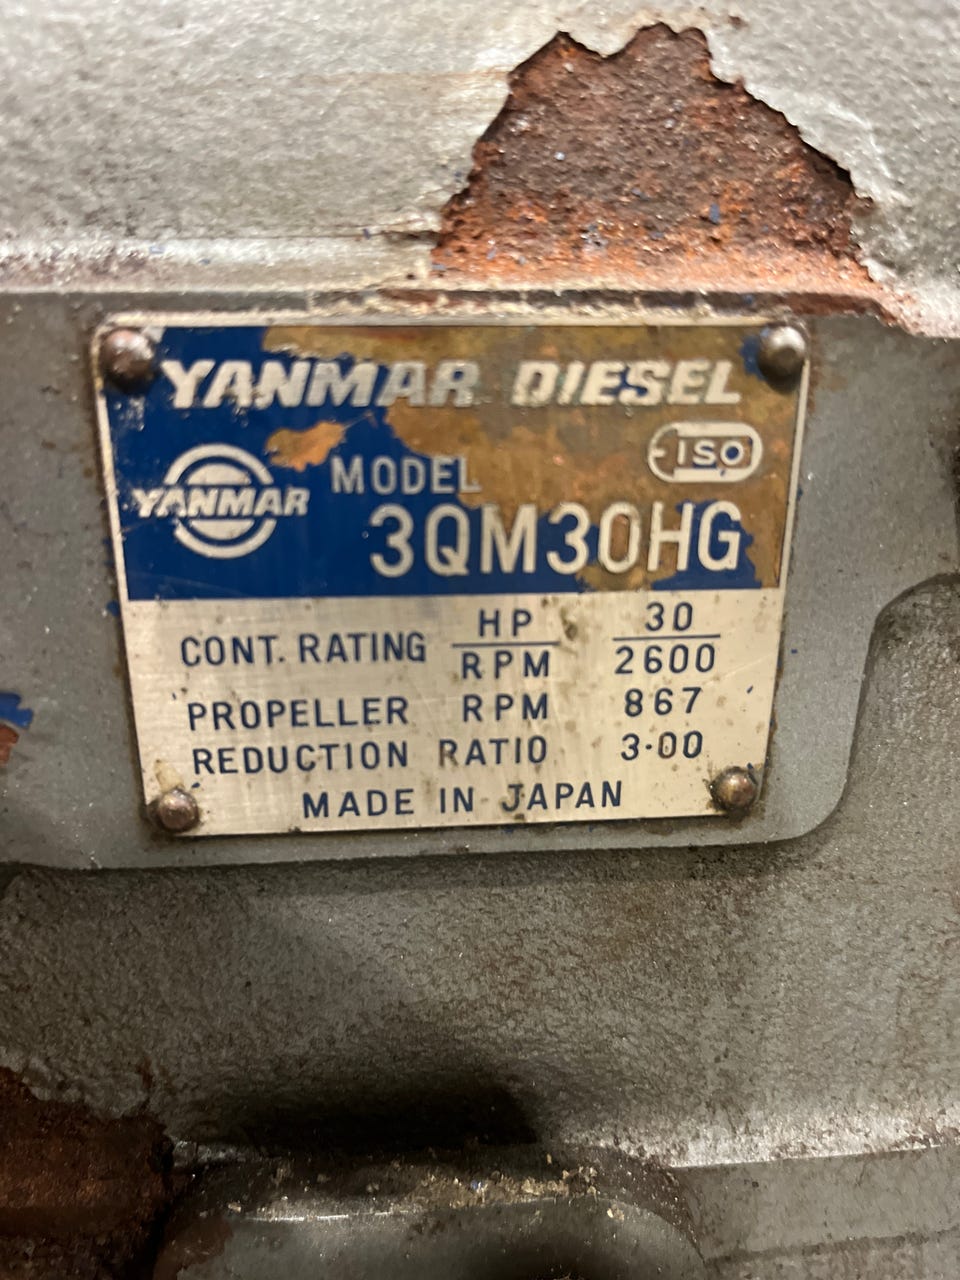 YANMAR DIESEL
ISO
YANMAR
MODEL
3QM30HG
CONT. RATING HP/RPM 30/2600
PROPELLER RPM 867
REDUCTION RATIO 3·00
MADE IN JAPAN